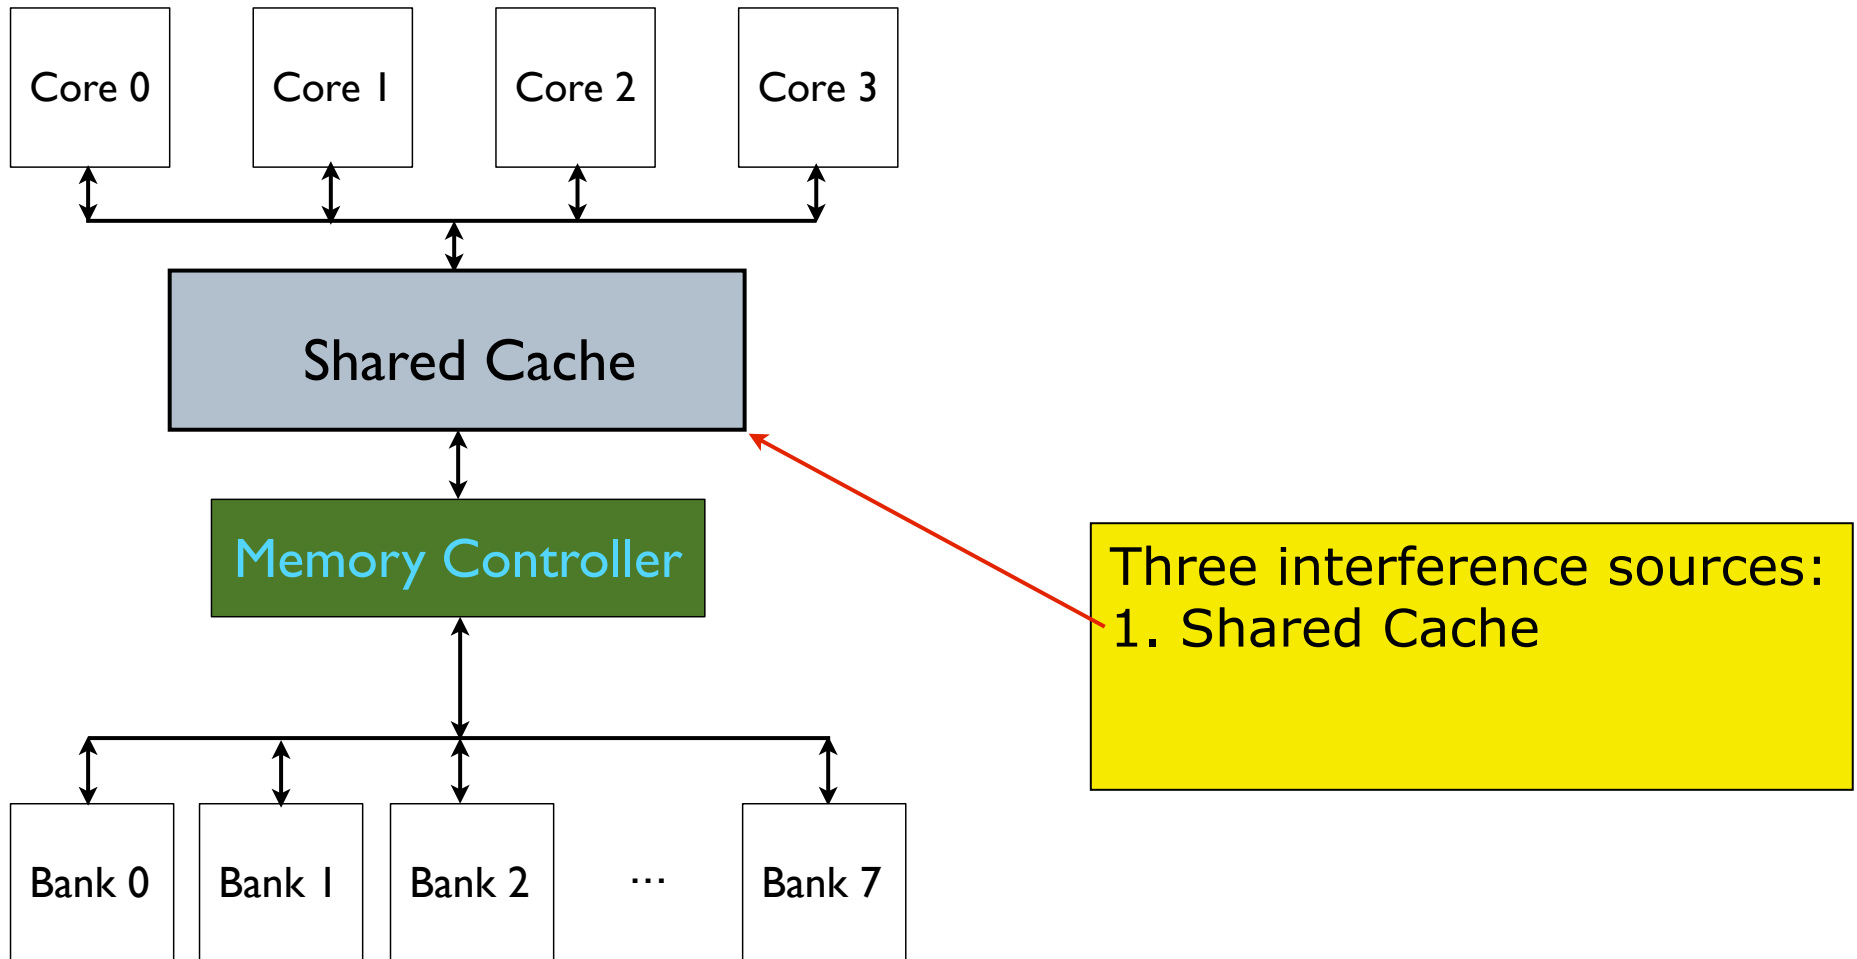 Core 0
Core 1
Core 2
Core 3
Shared Cache
Memory Controller
Three interference sources:
1. Shared Cache
Bank 0
Bank 1
Bank 2
...
Bank 7